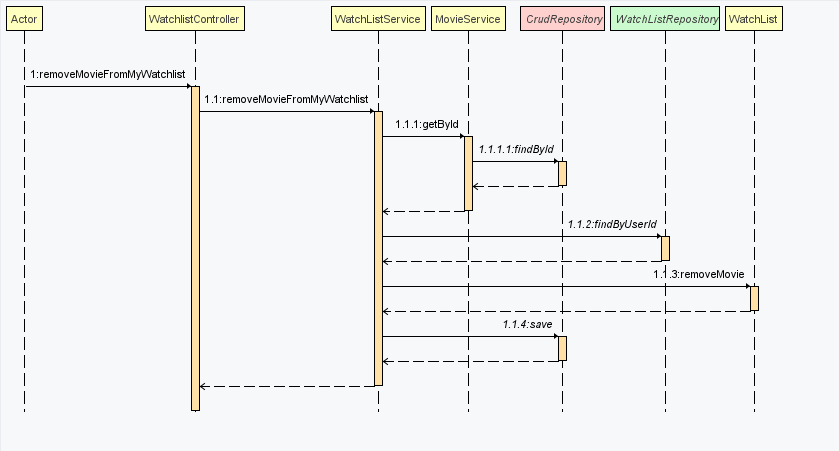 Actor
WatchlistController
WatchListService
MovieService
CrudRepository
WatchListRepository
WatchList
1:removeMovieFromMyWatchlist
1.1:removeMovieFromMyWatchlist
1.1.1:getById
1.1.1.1:findById
1.1.2:findByUserId
1.1.3:removeMovie
1.1.4:save